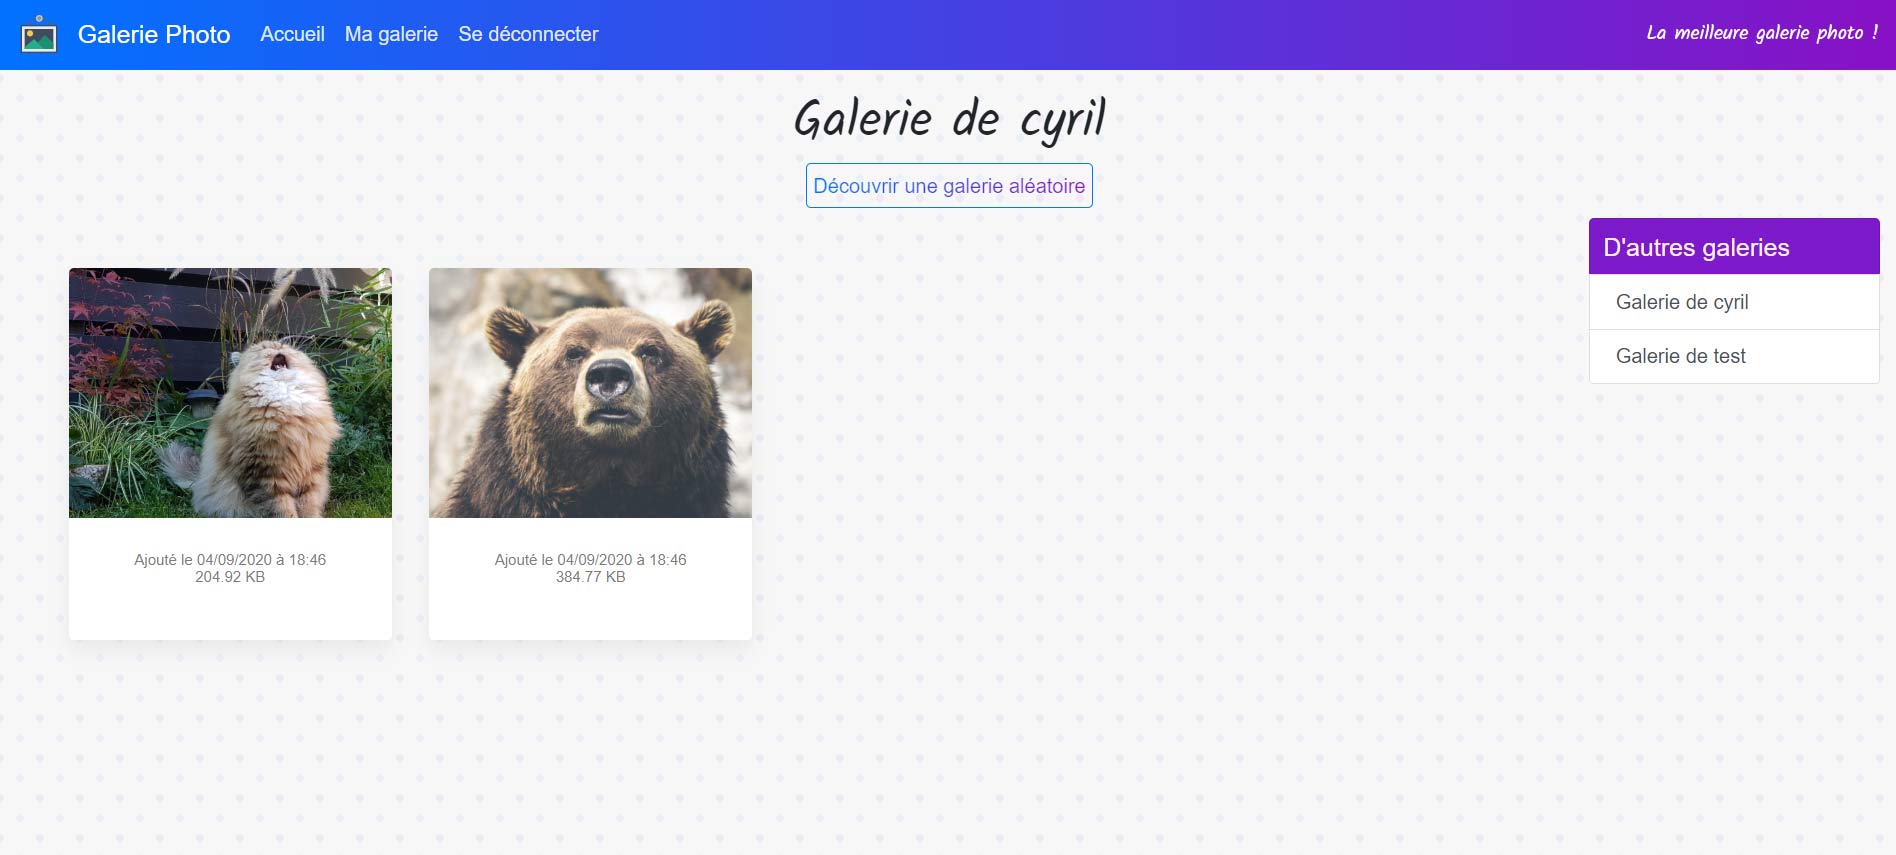 Galerie Photo
Accueil
Ma galerie
Se déconnecter
La meilleure galerie photo !
Galerie de cyril
Découvrir une galerie aléatoire
D'autres galeries
Galerie de cyril
Galerie de test
Ajouté le 04/09/2020 à 18:46
204.92 KB
Ajouté le 04/09/2020 à 18:46
384.77 KB